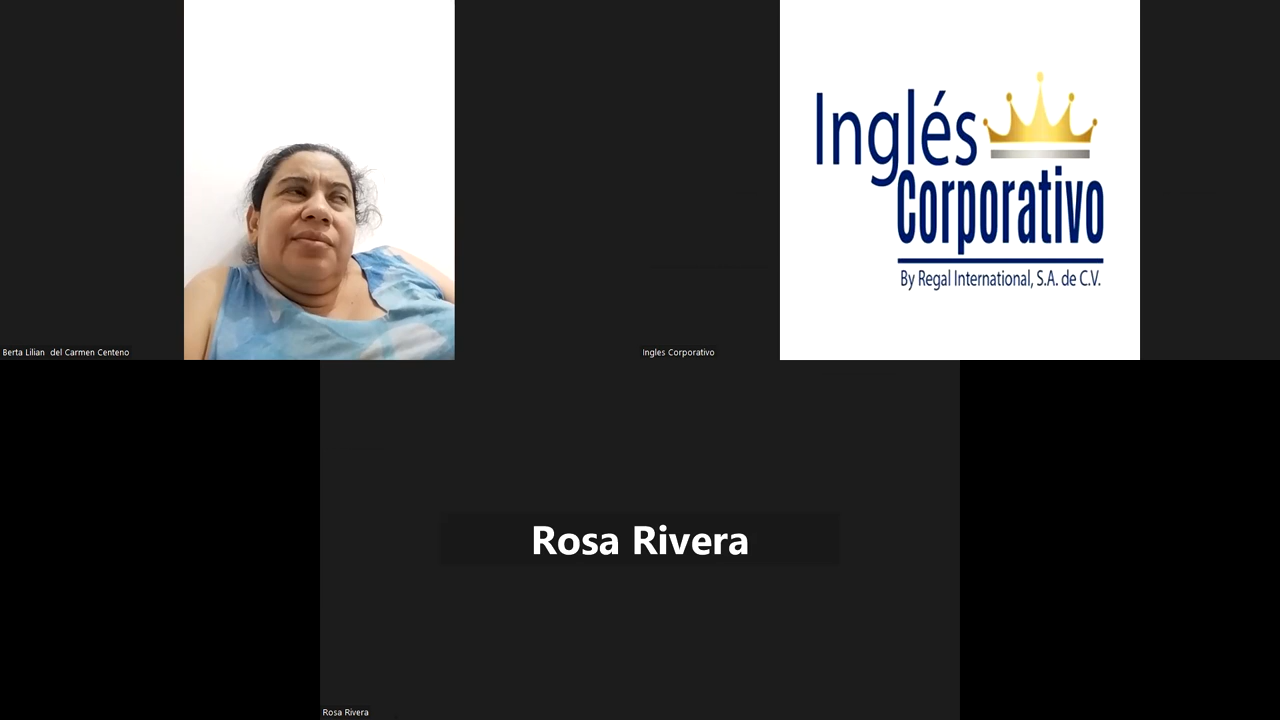 Inglés
Corporativo
By Regal International, S.A. de C.V.
Berta Lilian del Carmen Centeno
Ingles Corporativo
Rosa Rivera
Rosa Rivera